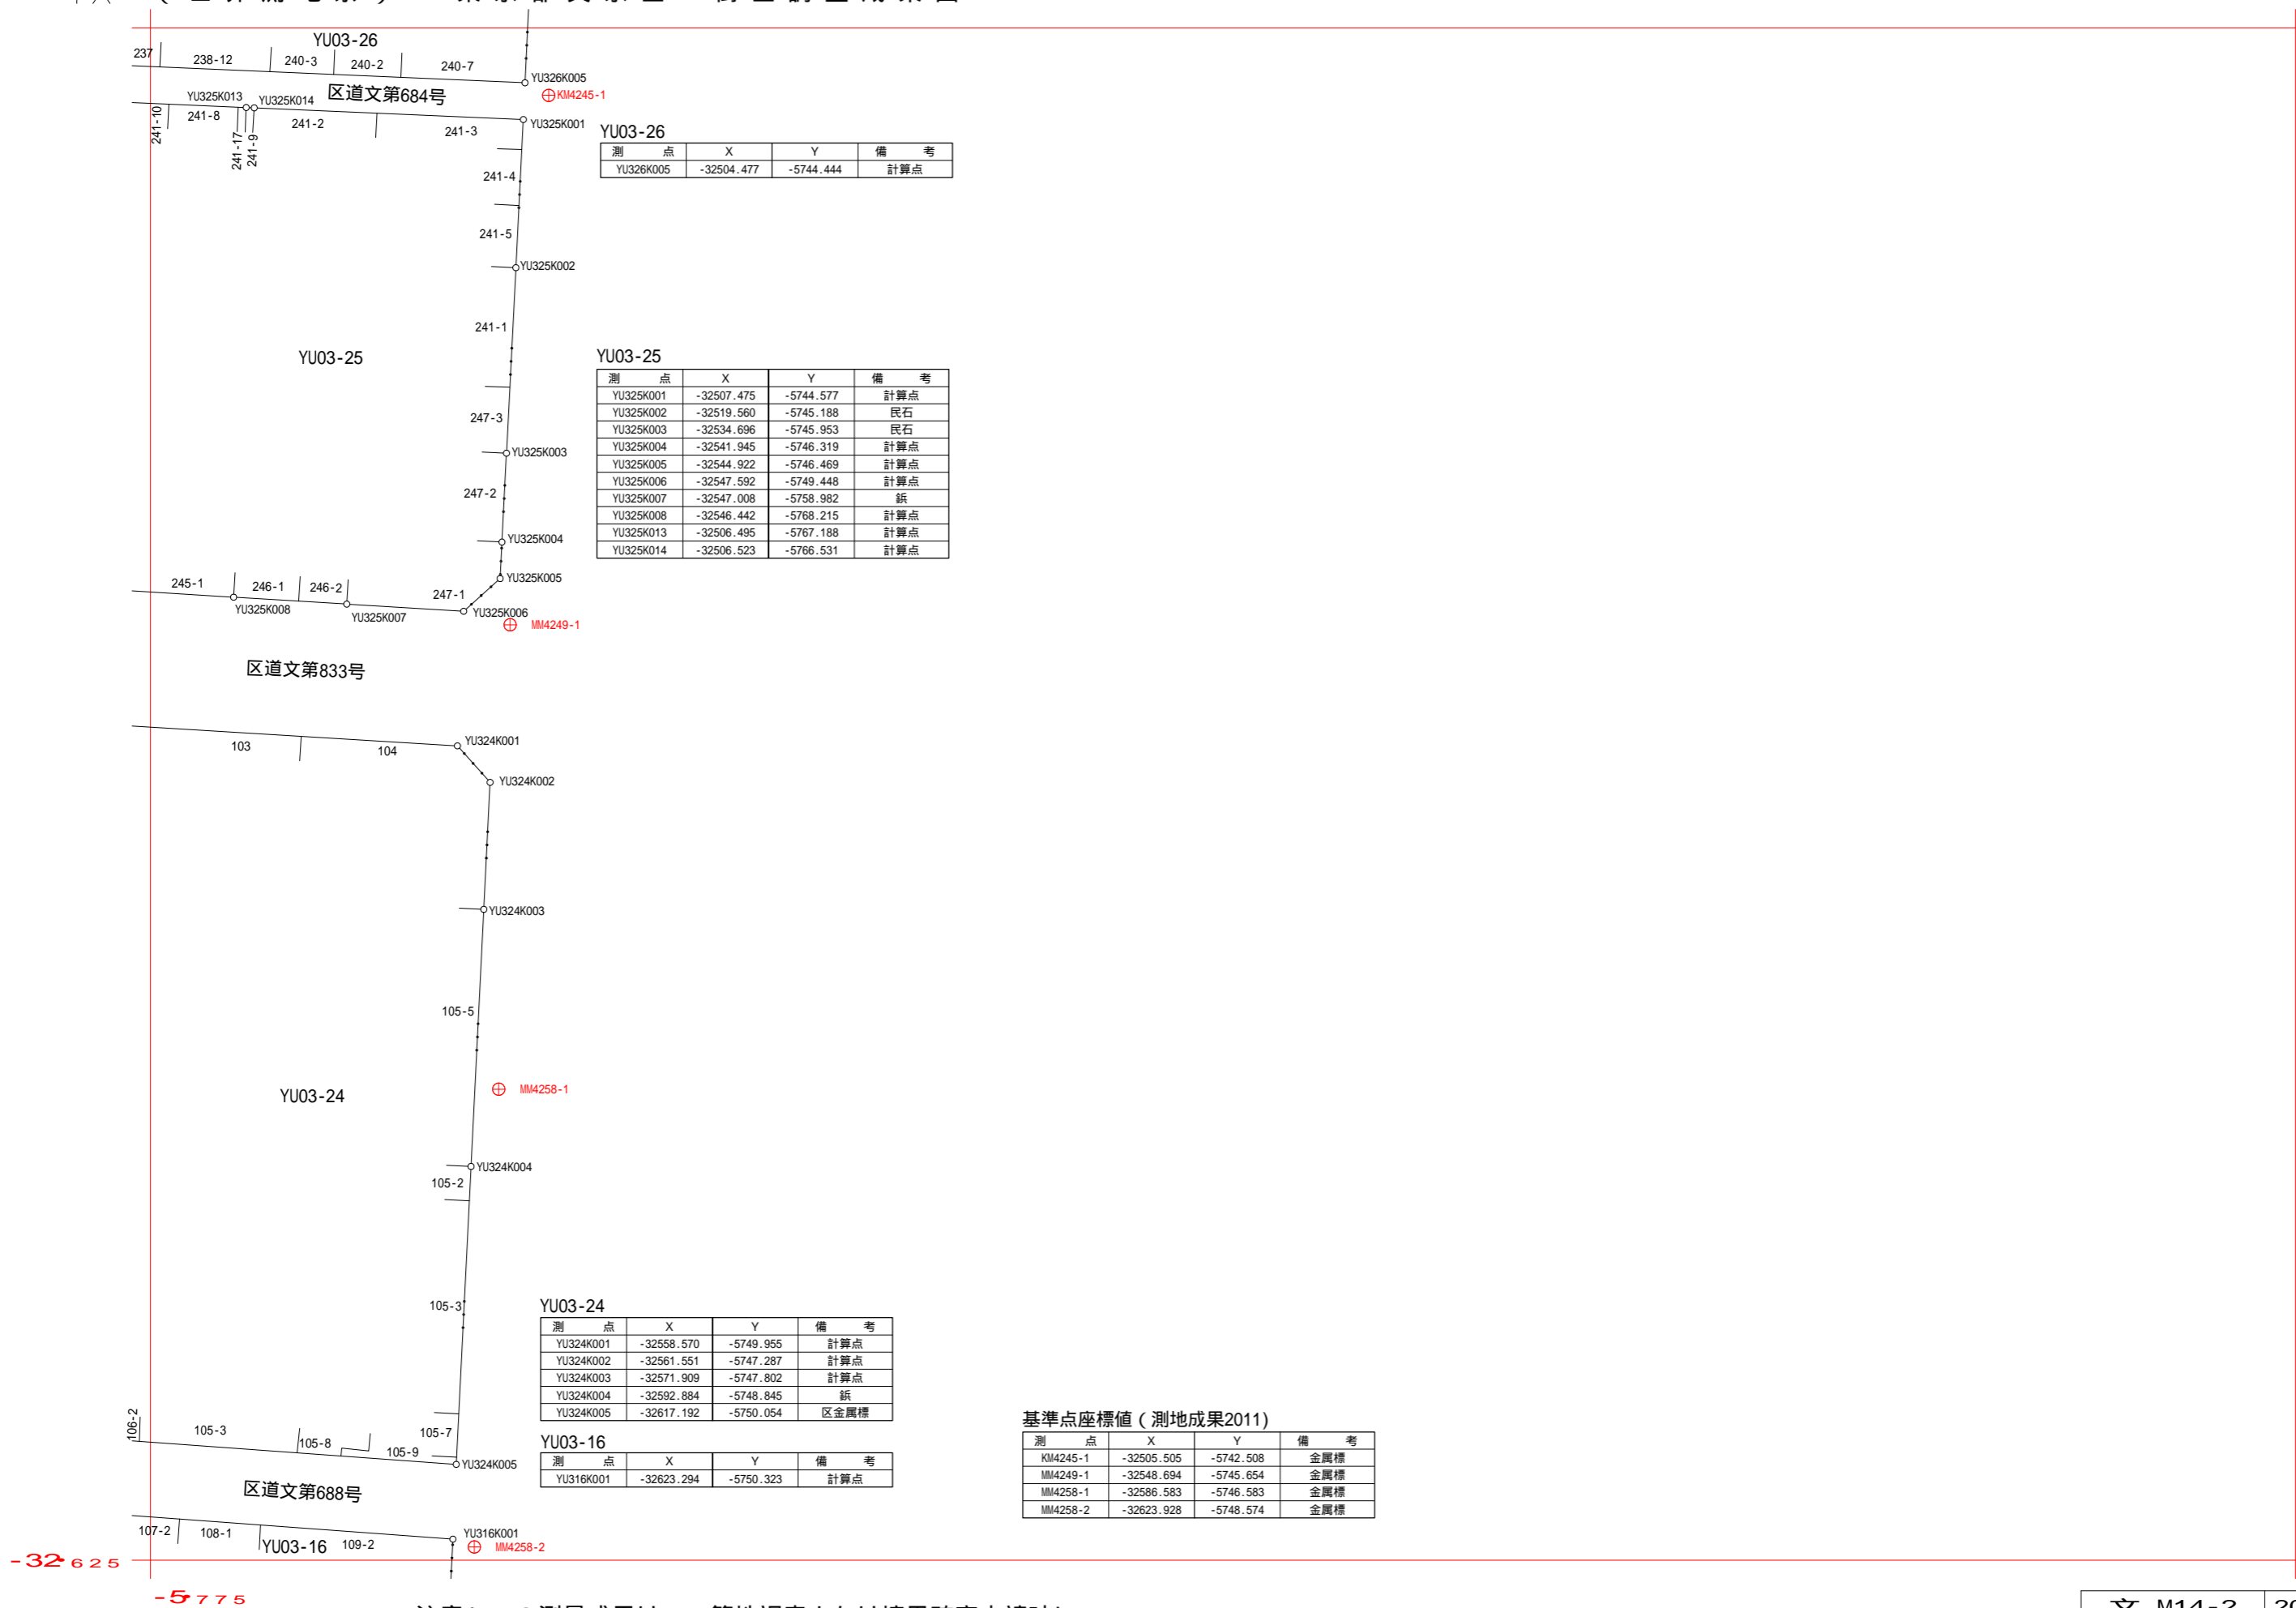 YU03-26
237 238-12 240-3 240-2 240-7
YU326K005
区道文第684号
KM4245-1
YU325K013 YU325K014
YU325K001
241-10 241-8 241-17 241-9 241-2 241-3
241-4
241-5
YU325K002
241-1
YU03-25
247-3
YU325K003
247-2
YU325K004
YU325K005
245-1 246-1 246-2 247-1
YU325K008 YU325K007 YU325K006
MM4249-1
区道文第833号
103 104
YU324K001
YU324K002
YU324K003
105-5
YU03-24
MM4258-1
YU324K004
105-2
105-3
106-2 105-3 105-8 105-9 105-7
YU324K005
区道文第688号
107-2 108-1 109-2
YU03-16
YU316K001
MM4258-2
YU03-26
測 点 X Y 備 考
YU326K005 -32504.477 -5744.444 計算点
YU03-25
測 点 X Y 備 考
YU325K001 -32507.475 -5744.577 計算点
YU325K002 -32519.560 -5745.188 民石
YU325K003 -32534.696 -5745.953 民石
YU325K004 -32541.945 -5746.319 計算点
YU325K005 -32544.922 -5746.469 計算点
YU325K006 -32547.592 -5749.448 計算点
YU325K007 -32547.008 -5758.982 鋲
YU325K008 -32546.442 -5768.215 計算点
YU325K013 -32506.495 -5767.188 計算点
YU325K014 -32506.523 -5766.531 計算点
YU03-24
測 点 X Y 備 考
YU324K001 -32558.570 -5749.955 計算点
YU324K002 -32561.551 -5747.287 計算点
YU324K003 -32571.909 -5747.802 計算点
YU324K004 -32592.884 -5748.845 鋲
YU324K005 -32617.192 -5750.054 区金属標
YU03-16
測 点 X Y 備 考
YU316K001 -32623.294 -5750.323 計算点
基準点座標値(測地成果2011)
測 点 X Y 備 考
KM4245-1 -32505.505 -5742.508 金属標
MM4249-1 -32548.694 -5745.654 金属標
MM4258-1 -32586.583 -5746.583 金属標
MM4258-2 -32623.928 -5748.574 金属標
-32 625
-5 775